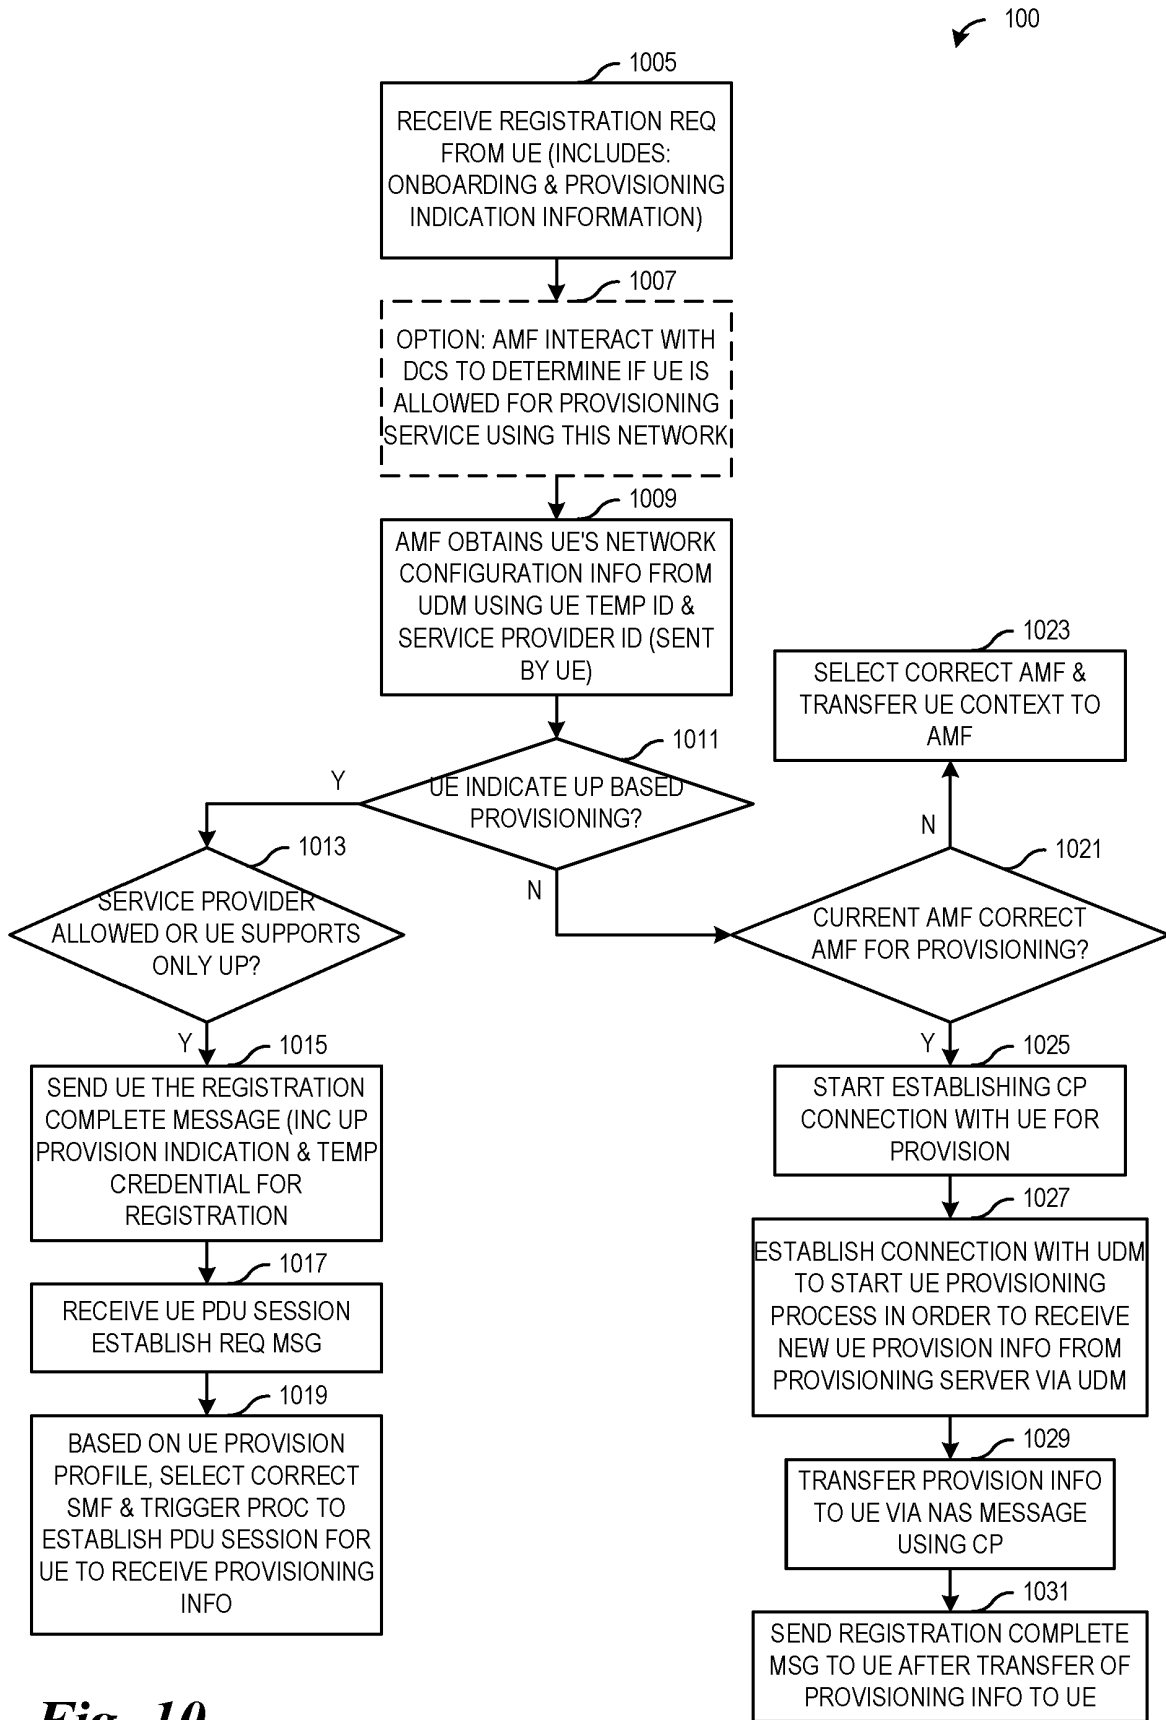 100
1005
RECEIVE REGISTRATION REQ
FROM UE (INCLUDES:
ONBOARDING & PROVISIONING
INDICATION INFORMATION)
1007
OPTION: AMF INTERACT WITH
DCS TO DETERMINE IF UE IS
ALLOWED FOR PROVISIONING
SERVICE USING THIS NETWORK
1009
AMF OBTAINS UE'S NETWORK
CONFIGURATION INFO FROM
UDM USING UE TEMP ID &
SERVICE PROVIDER ID (SENT
BY UE)
1011
UE INDICATE UP BASED
PROVISIONING?
Y
N
1013
SERVICE PROVIDER
ALLOWED OR UE SUPPORTS
ONLY UP?
Y
1015
SEND UE THE REGISTRATION
COMPLETE MESSAGE (INC UP
PROVISION INDICATION & TEMP
CREDENTIAL FOR
REGISTRATION
1017
RECEIVE UE PDU SESSION
ESTABLISH REQ MSG
1019
BASED ON UE PROVISION
PROFILE, SELECT CORRECT
SMF & TRIGGER PROC TO
ESTABLISH PDU SESSION FOR
UE TO RECEIVE PROVISIONING
INFO
1023
SELECT CORRECT AMF &
TRANSFER UE CONTEXT TO
AMF
N
1021
CURRENT AMF CORRECT
AMF FOR PROVISIONING?
Y
1025
START ESTABLISHING CP
CONNECTION WITH UE FOR
PROVISION
1027
ESTABLISH CONNECTION WITH UDM
TO START UE PROVISIONING
PROCESS IN ORDER TO RECEIVE
NEW UE PROVISION INFO FROM
PROVISIONING SERVER VIA UDM
1029
TRANSFER PROVISION INFO
TO UE VIA NAS MESSAGE
USING CP
1031
SEND REGISTRATION COMPLETE
MSG TO UE AFTER TRANSFER OF
PROVISIONING INFO TO UE
Fig. 10